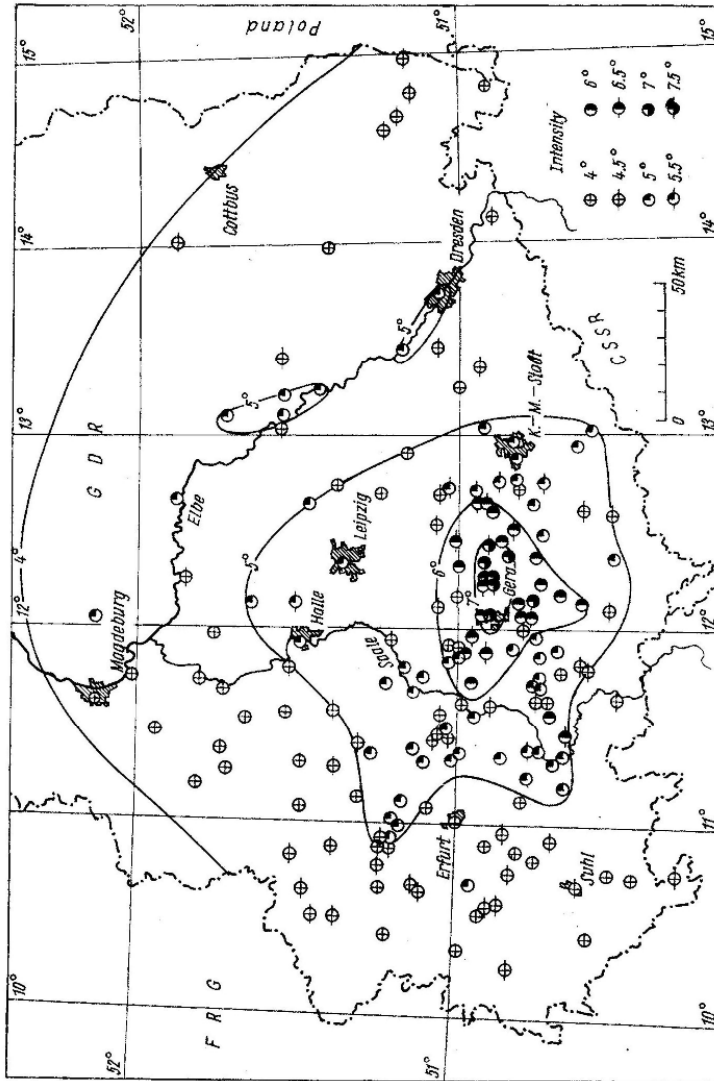 10°
11°
12°
4°
13°
14°
15°
52°
52°
G D R
Magdeburg
Elbe
F R G
Cottbus
Poland
5°
5°
Halle
Leipzig
Saale
5°
Dresden
51°
51°
Erfurt
6°
7°
Gera
K.-M.-Stadt
Suhl
CSSR
0
50km
Intensity
4°
6°
4.5°
6.5°
5°
7°
5.5°
7.5°
10°
11°
12°
13°
14°
15°